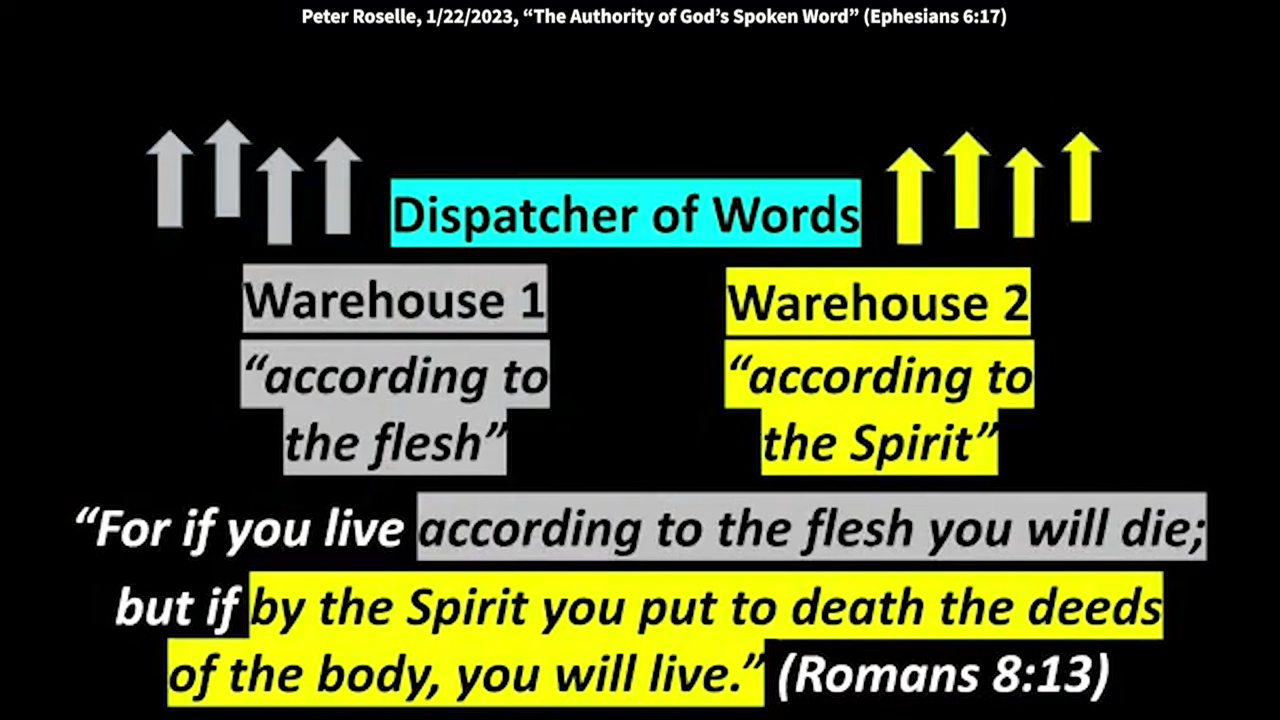 Peter Roselle, 1/22/2023, “The Authority of God’s Spoken Word” (Ephesians 6:17)
Dispatcher of Words
Warehouse 1
“according to
the flesh”
Warehouse 2
“according to
the Spirit”
“For if you live according to the flesh you will die;
but if by the Spirit you put to death the deeds
of the body, you will live.” (Romans 8:13)